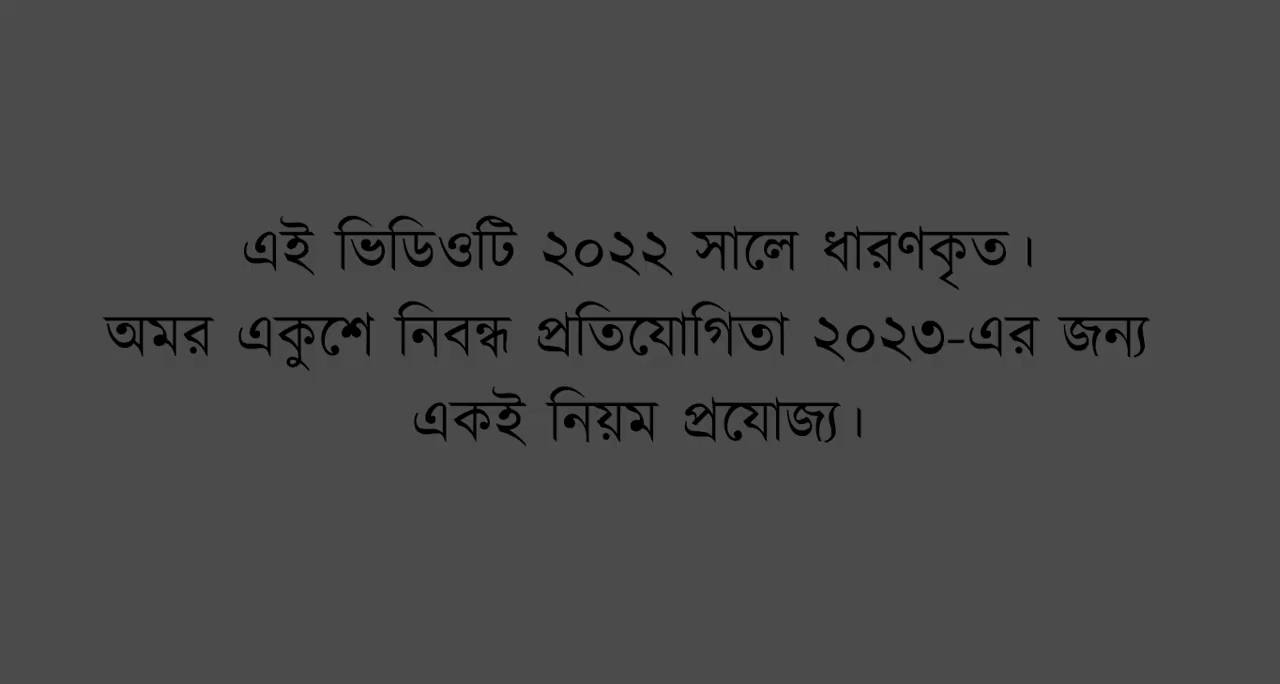 এই ভিডিওটি ২০২২ সালে ধারণকৃত।
অমর একুশে নিবন্ধ প্রতিযোগিতা ২০২৩-এর জন্য
একই নিয়ম প্রযোজ্য।